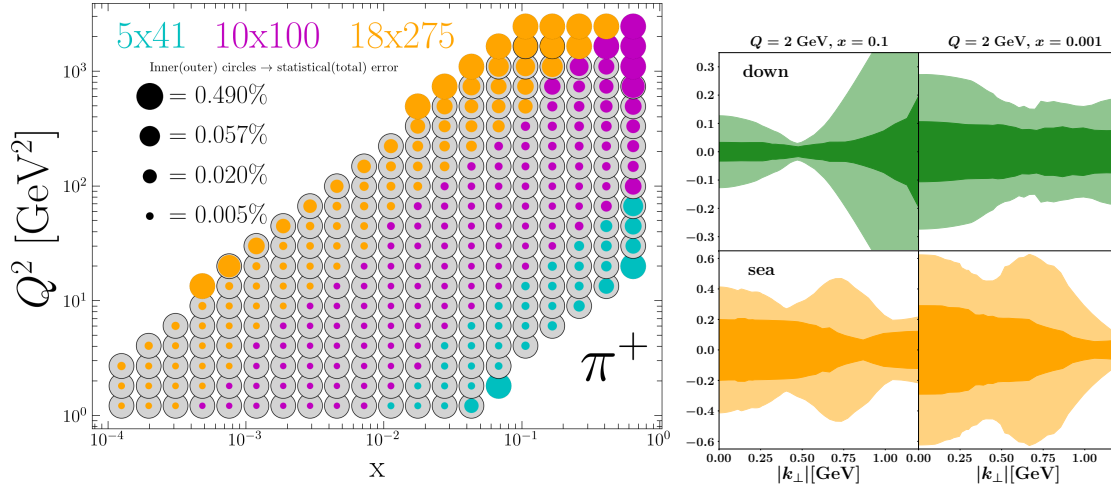 5x41 10x100 18x275
Inner(outer) circles → statistical(total) error
= 0.490%
= 0.057%
= 0.020%
= 0.005%
π⁺
Q² [GeV²]
10³
10²
10¹
10⁰
10⁻⁴ 10⁻³ 10⁻² 10⁻¹ 10⁰
x
Q = 2 GeV, x = 0.1 Q = 2 GeV, x = 0.001
down
0.3
0.2
0.1
0.0
−0.1
−0.2
−0.3
sea
0.6
0.4
0.2
0.0
−0.2
−0.4
−0.6
0.00 0.25 0.50 0.75 1.00 0.00 0.25 0.50 0.75 1.00
|k⊥|[GeV] |k⊥|[GeV]